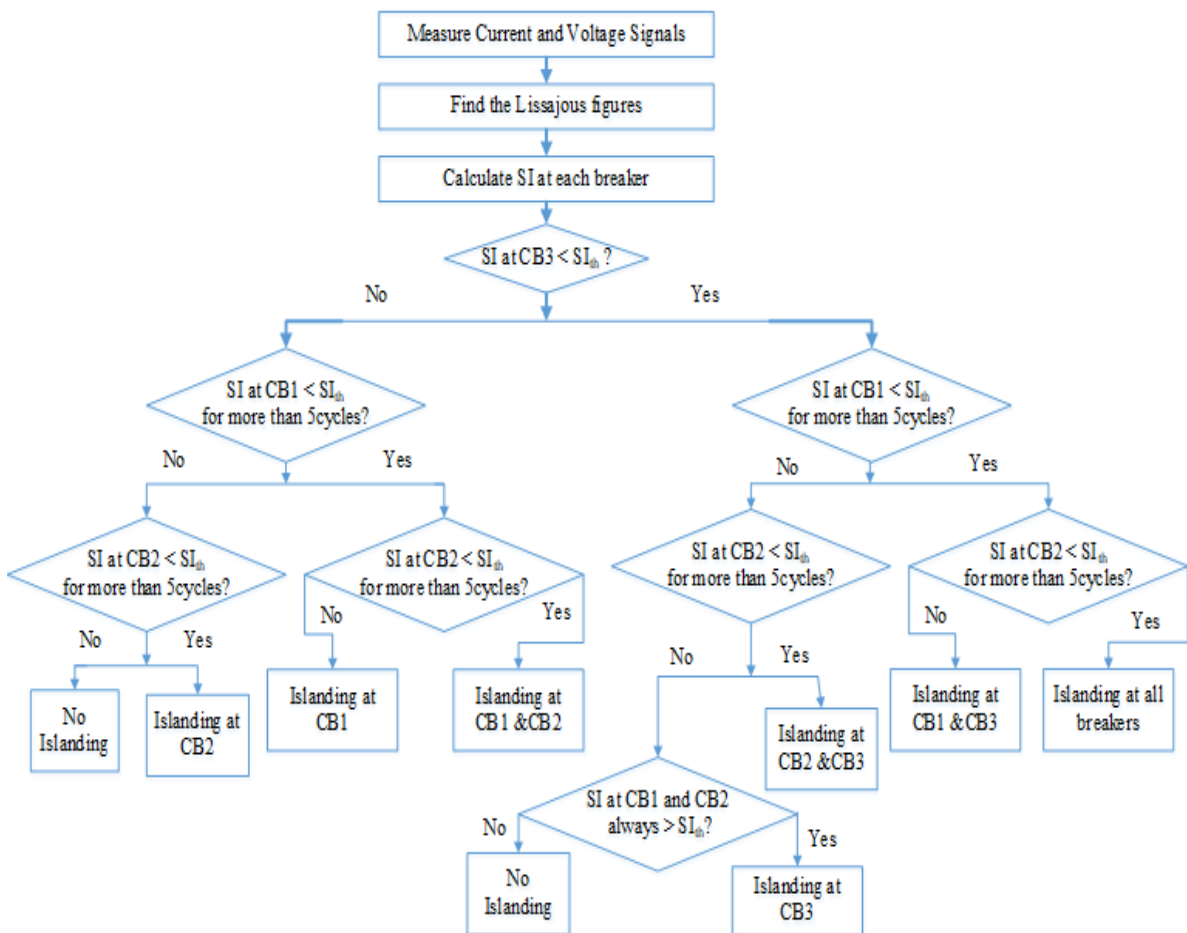 Measure Current and Voltage Signals
Find the Lissajous figures
Calculate SI at each breaker
SI at CB3 < SIth ?
No
Yes
SI at CB1 < SIth
for more than 5cycles?
SI at CB1 < SIth
for more than 5cycles?
No
Yes
No
Yes
SI at CB2 < SIth
for more than 5cycles?
SI at CB2 < SIth
for more than 5cycles?
SI at CB2 < SIth
for more than 5cycles?
SI at CB2 < SIth
for more than 5cycles?
No
Yes
No
Yes
No
Yes
No
Yes
No
Islanding
Islanding at
CB2
Islanding at
CB1
Islanding at
CB1 &CB2
Islanding at
CB2 &CB3
Islanding at
CB1 &CB3
Islanding at all
breakers
SI at CB1 and CB2
always > SIth?
No
Yes
No
Islanding
Islanding at
CB3